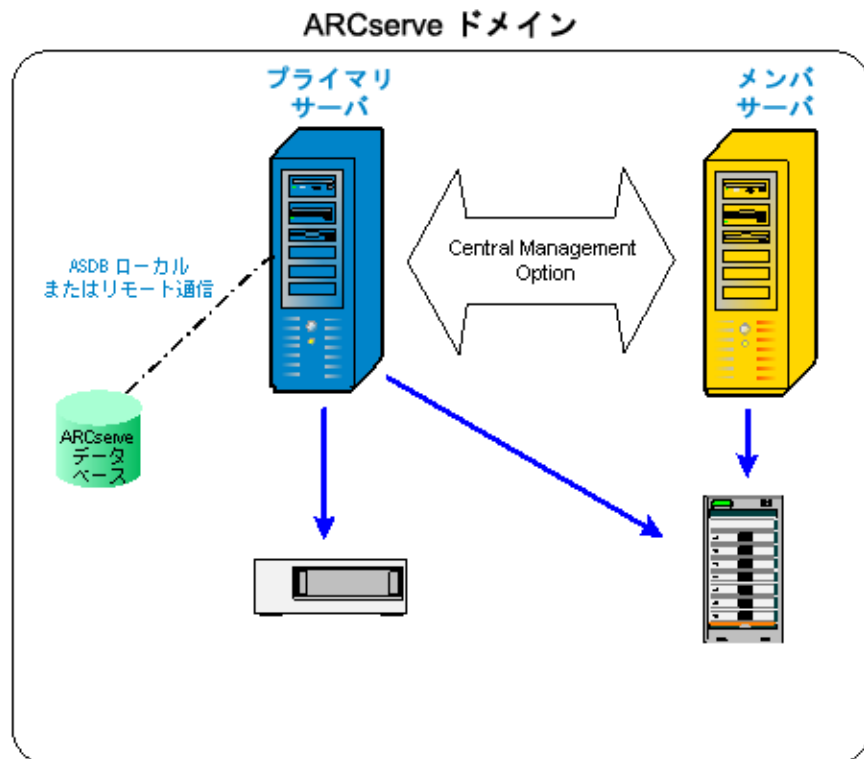 ARCserve ドメイン
プライマリ
サーバ
メンバ
サーバ
Central Management
Option
ASDB ローカル
またはリモート通信
ARCserve
データ
ベース